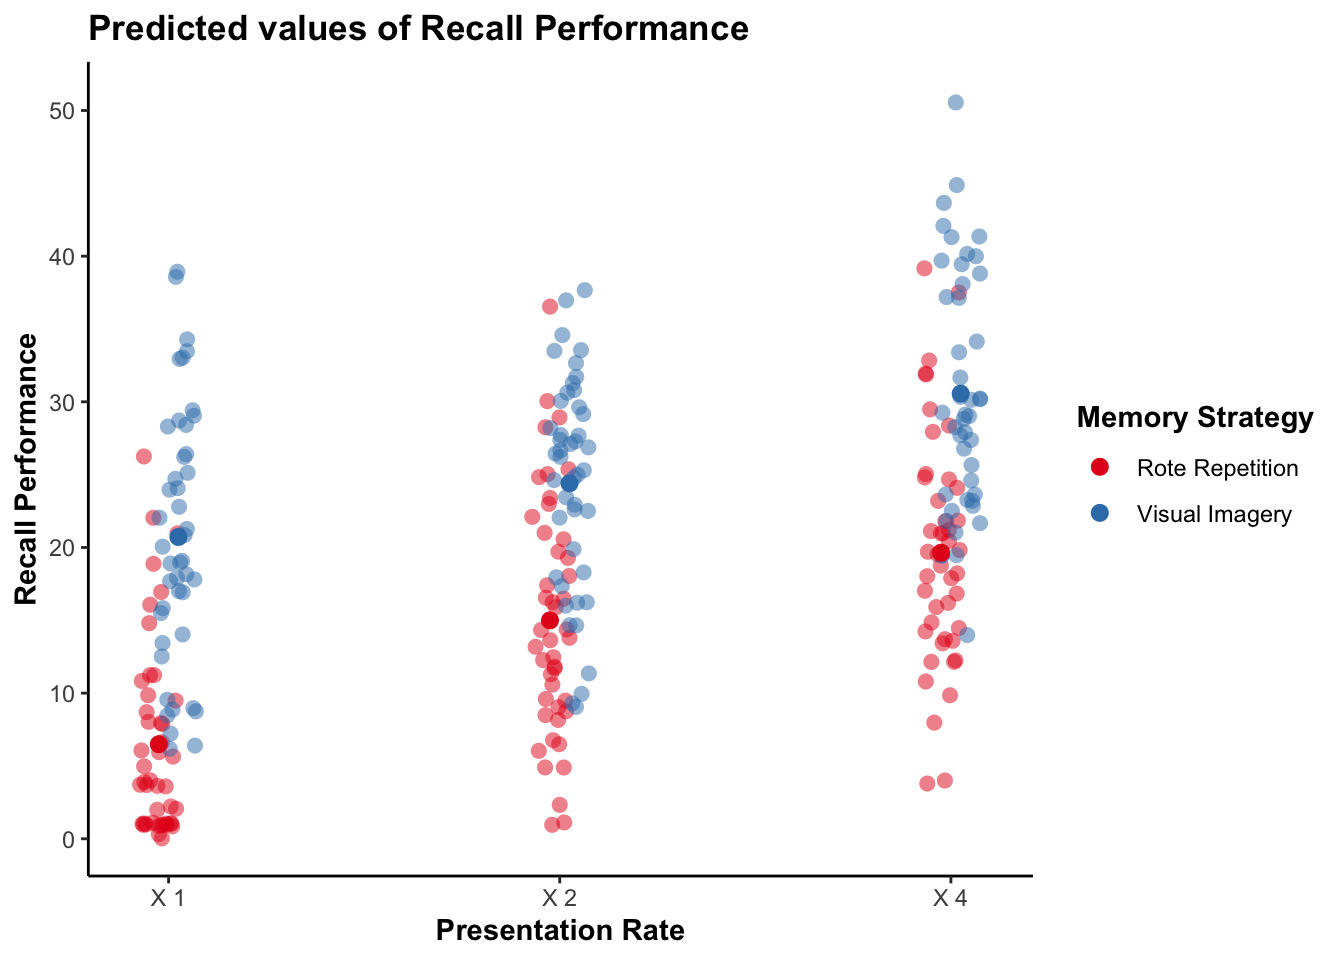 Predicted values of Recall Performance
50
40
30
20
10
0
Recall Performance
X 1
X 2
X 4
Presentation Rate
Memory Strategy
Rote Repetition
Visual Imagery